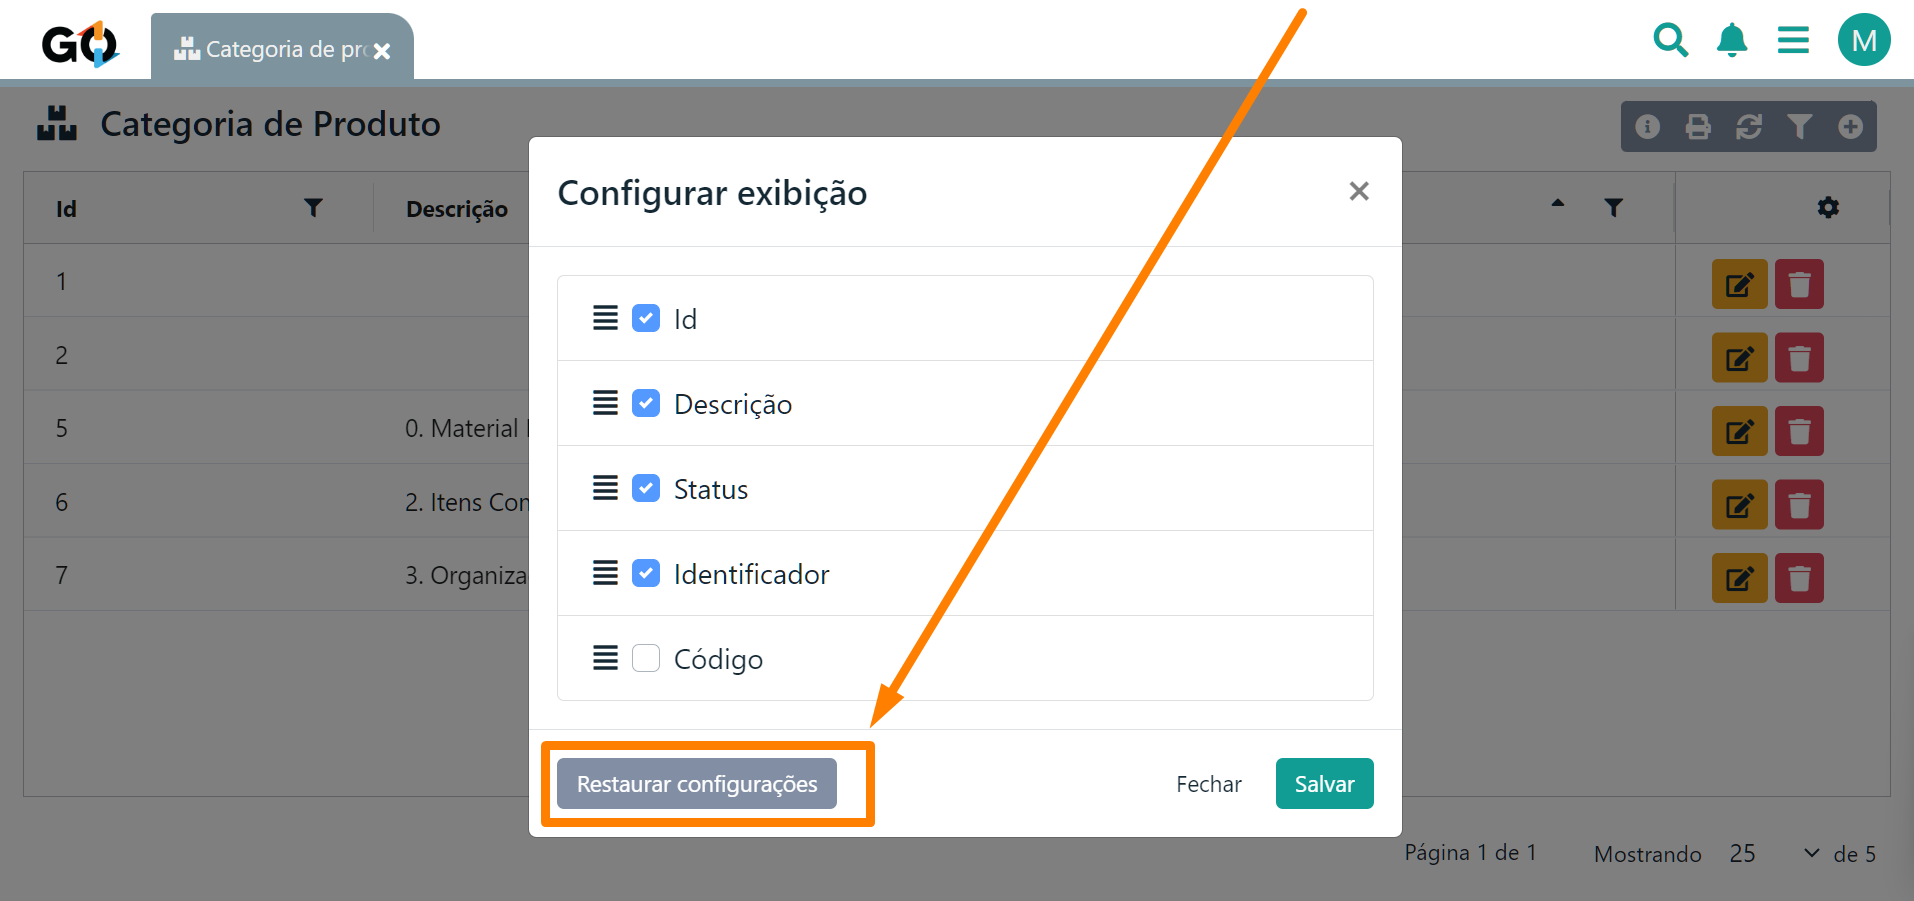 GO
Categoria de pro
M
Categoria de Produto
Id
Descrição
1
2
5
0. Material
6
2. Itens Con
7
3. Organiza
Configurar exibição
Id
Descrição
Status
Identificador
Código
Restaurar configurações
Fechar
Salvar
Página 1 de 1
Mostrando 25 de 5